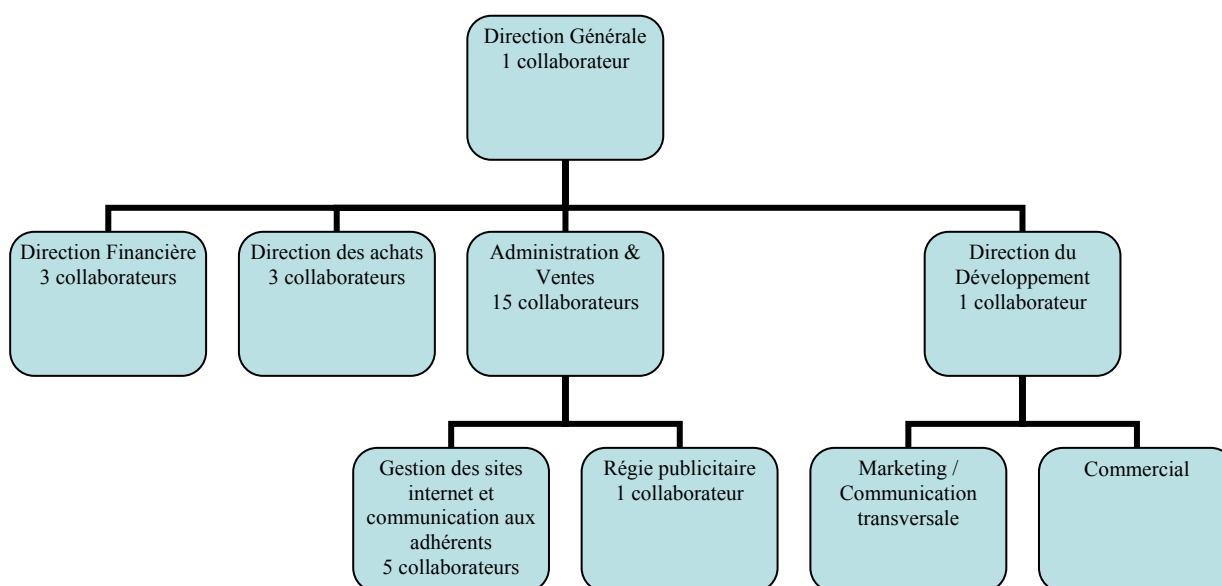 Direction Générale
1 collaborateur
Direction Financière
3 collaborateurs
Direction des achats
3 collaborateurs
Administration &
Ventes
15 collaborateurs
Direction du
Développement
1 collaborateur
Gestion des sites
internet et
communication aux
adhérents
5 collaborateurs
Régie publicitaire
1 collaborateur
Marketing /
Communication
transversale
Commercial